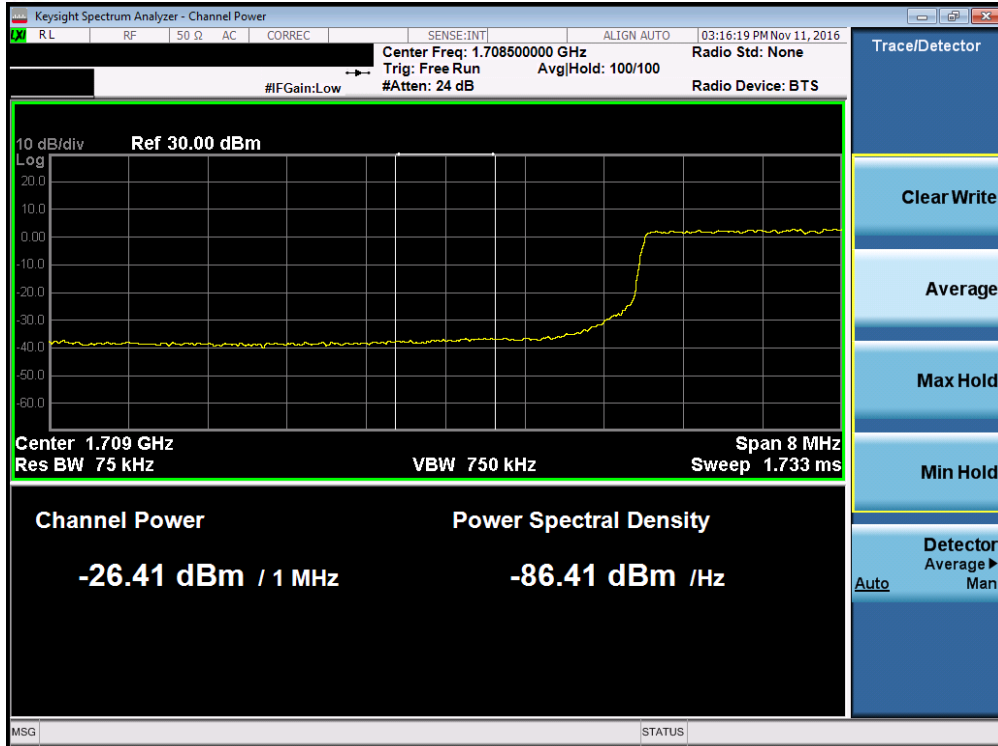 Keysight Spectrum Analyzer - Channel Power
LXI RL RF 50 Ω AC CORREC SENSE:INT ALIGN AUTO 03:16:19 PM Nov 11, 2016
Center Freq: 1.708500000 GHz Radio Std: None
Trig: Free Run Avg|Hold: 100/100
#IFGain:Low #Atten: 24 dB Radio Device: BTS
10 dB/div Ref 30.00 dBm
Log
20.0
10.0
0.00
-10.0
-20.0
-30.0
-40.0
-50.0
-60.0
Center 1.709 GHz Span 8 MHz
Res BW 75 kHz VBW 750 kHz Sweep 1.733 ms
Channel Power Power Spectral Density
-26.41 dBm / 1 MHz -86.41 dBm /Hz
MSG STATUS
Trace/Detector
Clear Write
Average
Max Hold
Min Hold
Detector
Average
Auto Man